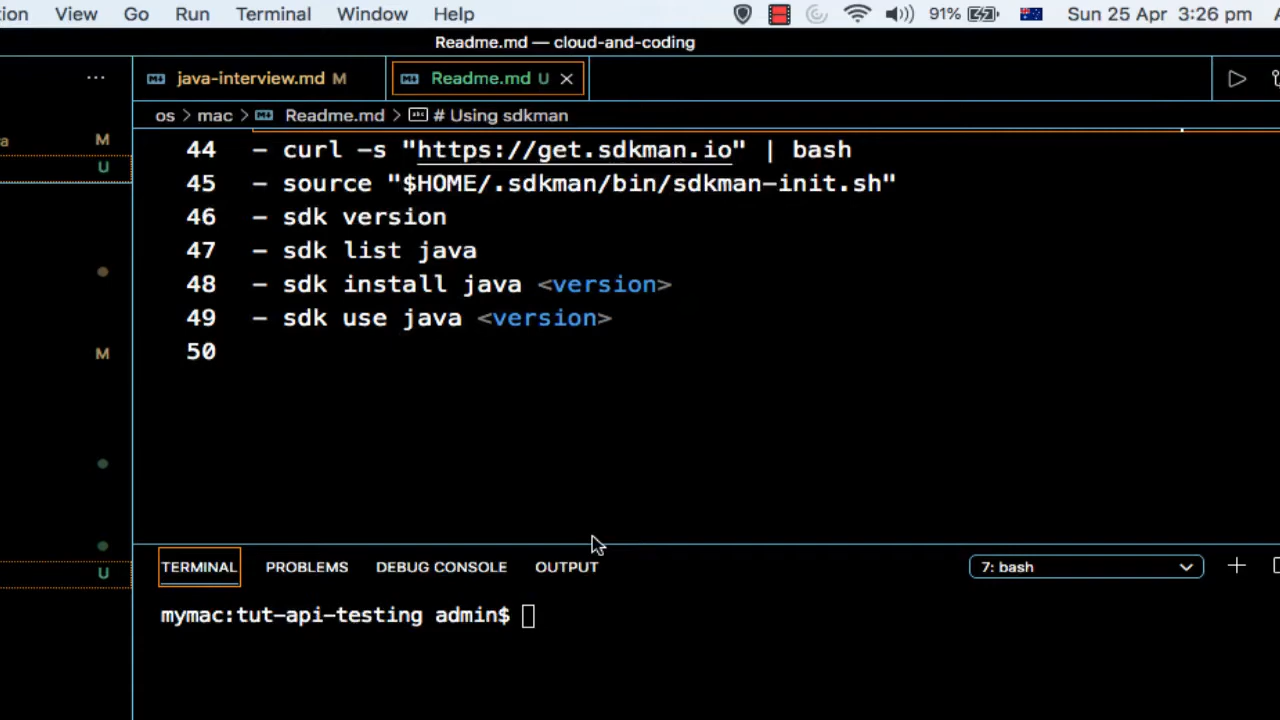 tion View Go Run Terminal Window Help 91% Sun 25 Apr 3:26 pm
Readme.md — cloud-and-coding
... java-interview.md M Readme.md U
os > mac > Readme.md > # Using sdkman
M
U
M
U
44 - curl -s "https://get.sdkman.io" | bash
45 - source "$HOME/.sdkman/bin/sdkman-init.sh"
46 - sdk version
47 - sdk list java
48 - sdk install java <version>
49 - sdk use java <version>
50
TERMINAL PROBLEMS DEBUG CONSOLE OUTPUT 7: bash
mymac:tut-api-testing admin$